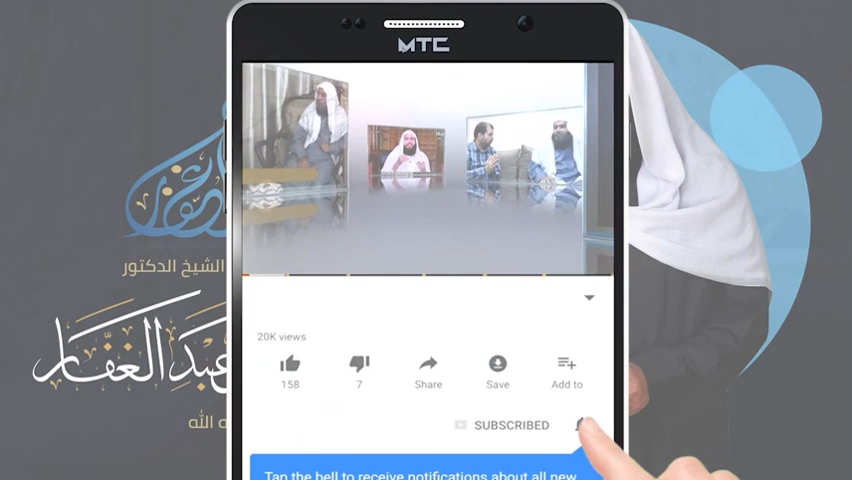 MTC
الشيخ الدكتور
عبد الغفار
ه الله
20K views
158
7
Share
Save
Add to
SUBSCRIBED
Tap the bell to receive notifications about all new